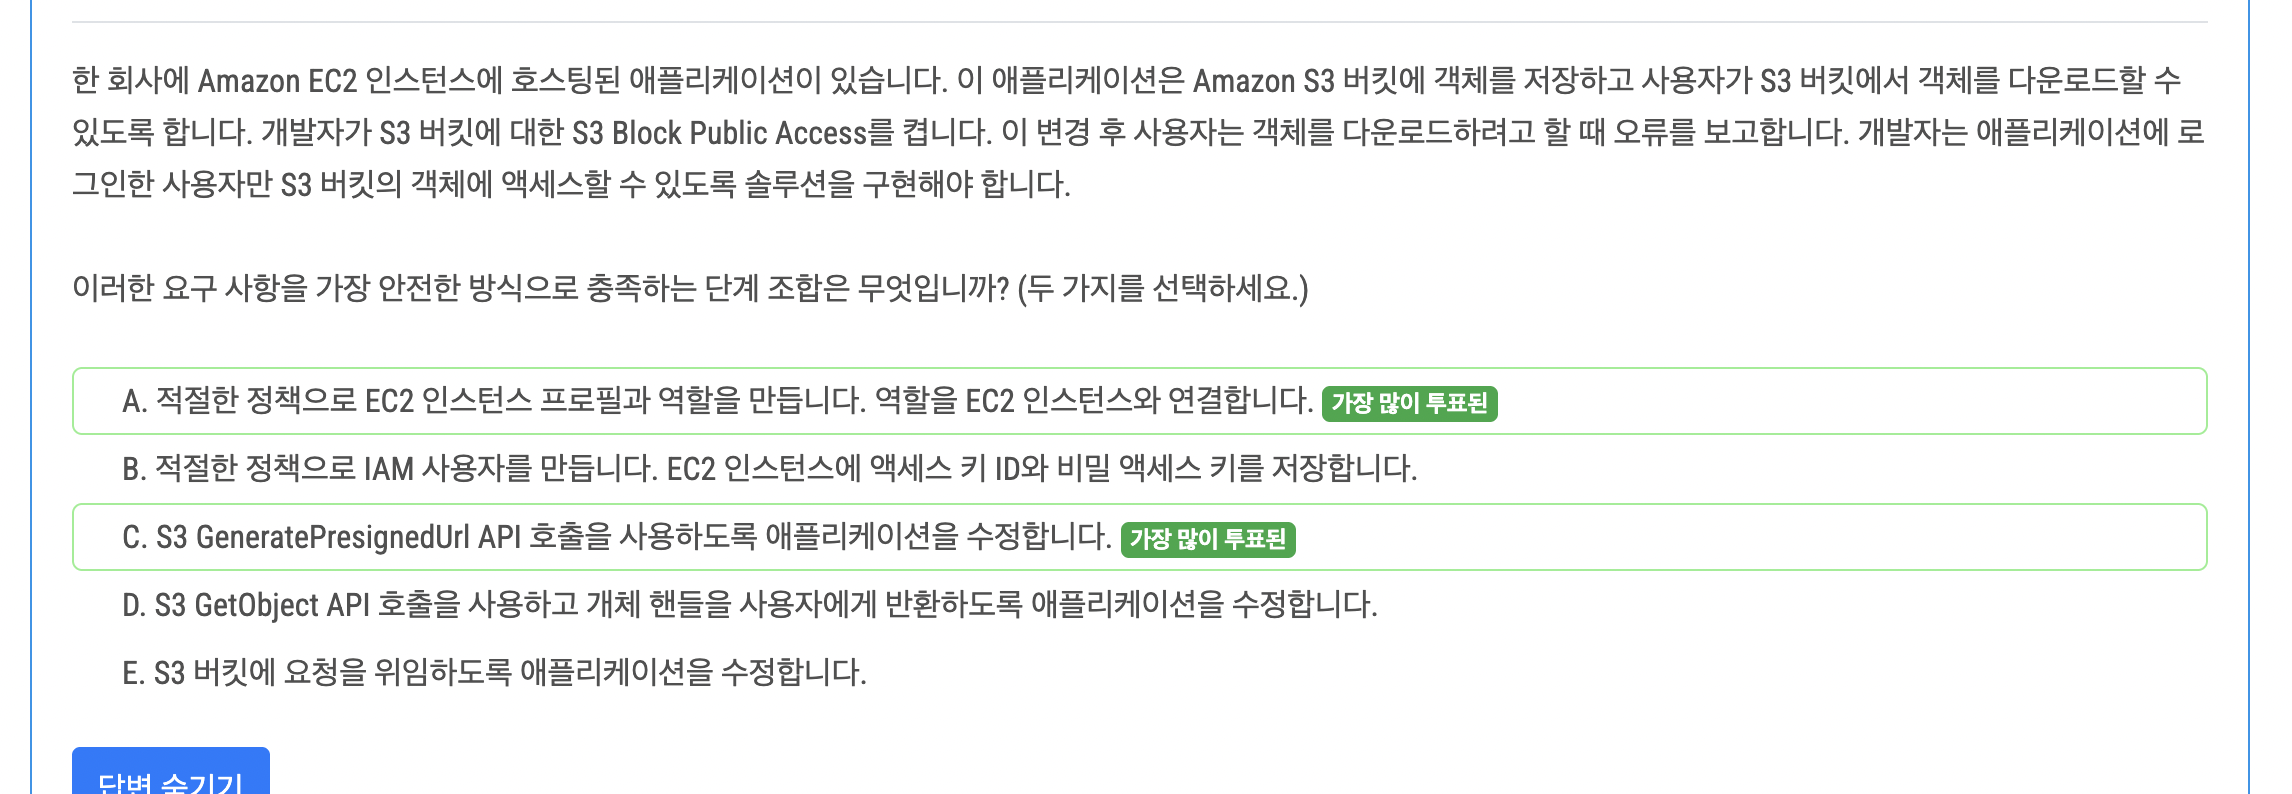 한 회사에 Amazon EC2 인스턴스에 호스팅된 애플리케이션이 있습니다. 이 애플리케이션은 Amazon S3 버킷에 객체를 저장하고 사용자가 S3 버킷에서 객체를 다운로드할 수
있도록 합니다. 개발자가 S3 버킷에 대한 S3 Block Public Access를 켭니다. 이 변경 후 사용자는 객체를 다운로드하려고 할 때 오류를 보고합니다. 개발자는 애플리케이션에 로
그인한 사용자만 S3 버킷의 객체에 액세스할 수 있도록 솔루션을 구현해야 합니다.
이러한 요구 사항을 가장 안전한 방식으로 충족하는 단계 조합은 무엇입니까? (두 가지를 선택하세요.)
A. 적절한 정책으로 EC2 인스턴스 프로필과 역할을 만듭니다. 역할을 EC2 인스턴스와 연결합니다. 가장 많이 투표된
B. 적절한 정책으로 IAM 사용자를 만듭니다. EC2 인스턴스에 액세스 키 ID와 비밀 액세스 키를 저장합니다.
C. S3 GeneratePresignedUrl API 호출을 사용하도록 애플리케이션을 수정합니다. 가장 많이 투표된
D. S3 GetObject API 호출을 사용하고 개체 핸들을 사용자에게 반환하도록 애플리케이션을 수정합니다.
E. S3 버킷에 요청을 위임하도록 애플리케이션을 수정합니다.
답변 숨기기